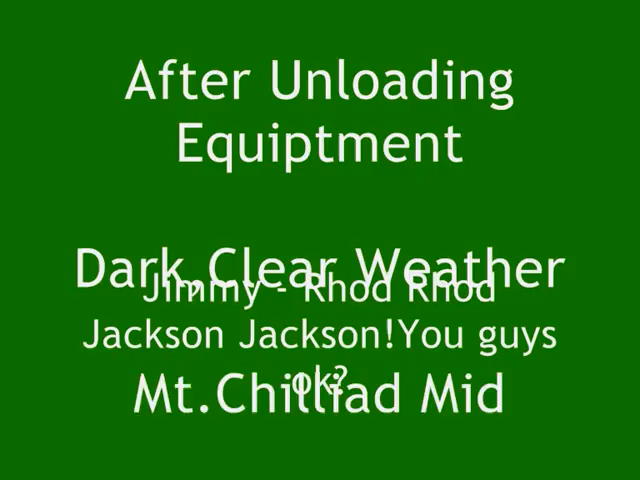 After Unloading
Equiptment
Dark,Clear Weather
Jimmy - Rhod Rhod
Jackson Jackson!You guys
ok?
Mt.Chilliad Mid